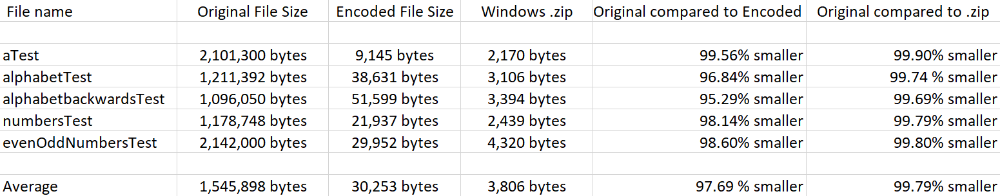 File name Original File Size Encoded File Size Windows .zip Original compared to Encoded Original compared to .zip
aTest 2,101,300 bytes 9,145 bytes 2,170 bytes 99.56% smaller 99.90% smaller
alphabetTest 1,211,392 bytes 38,631 bytes 3,106 bytes 96.84% smaller 99.74 % smaller
alphabetbackwardsTest 1,096,050 bytes 51,599 bytes 3,394 bytes 95.29% smaller 99.69% smaller
numbersTest 1,178,748 bytes 21,937 bytes 2,439 bytes 98.14% smaller 99.79% smaller
evenOddNumbersTest 2,142,000 bytes 29,952 bytes 4,320 bytes 98.60% smaller 99.80% smaller
Average 1,545,898 bytes 30,253 bytes 3,806 bytes 97.69 % smaller 99.79% smaller